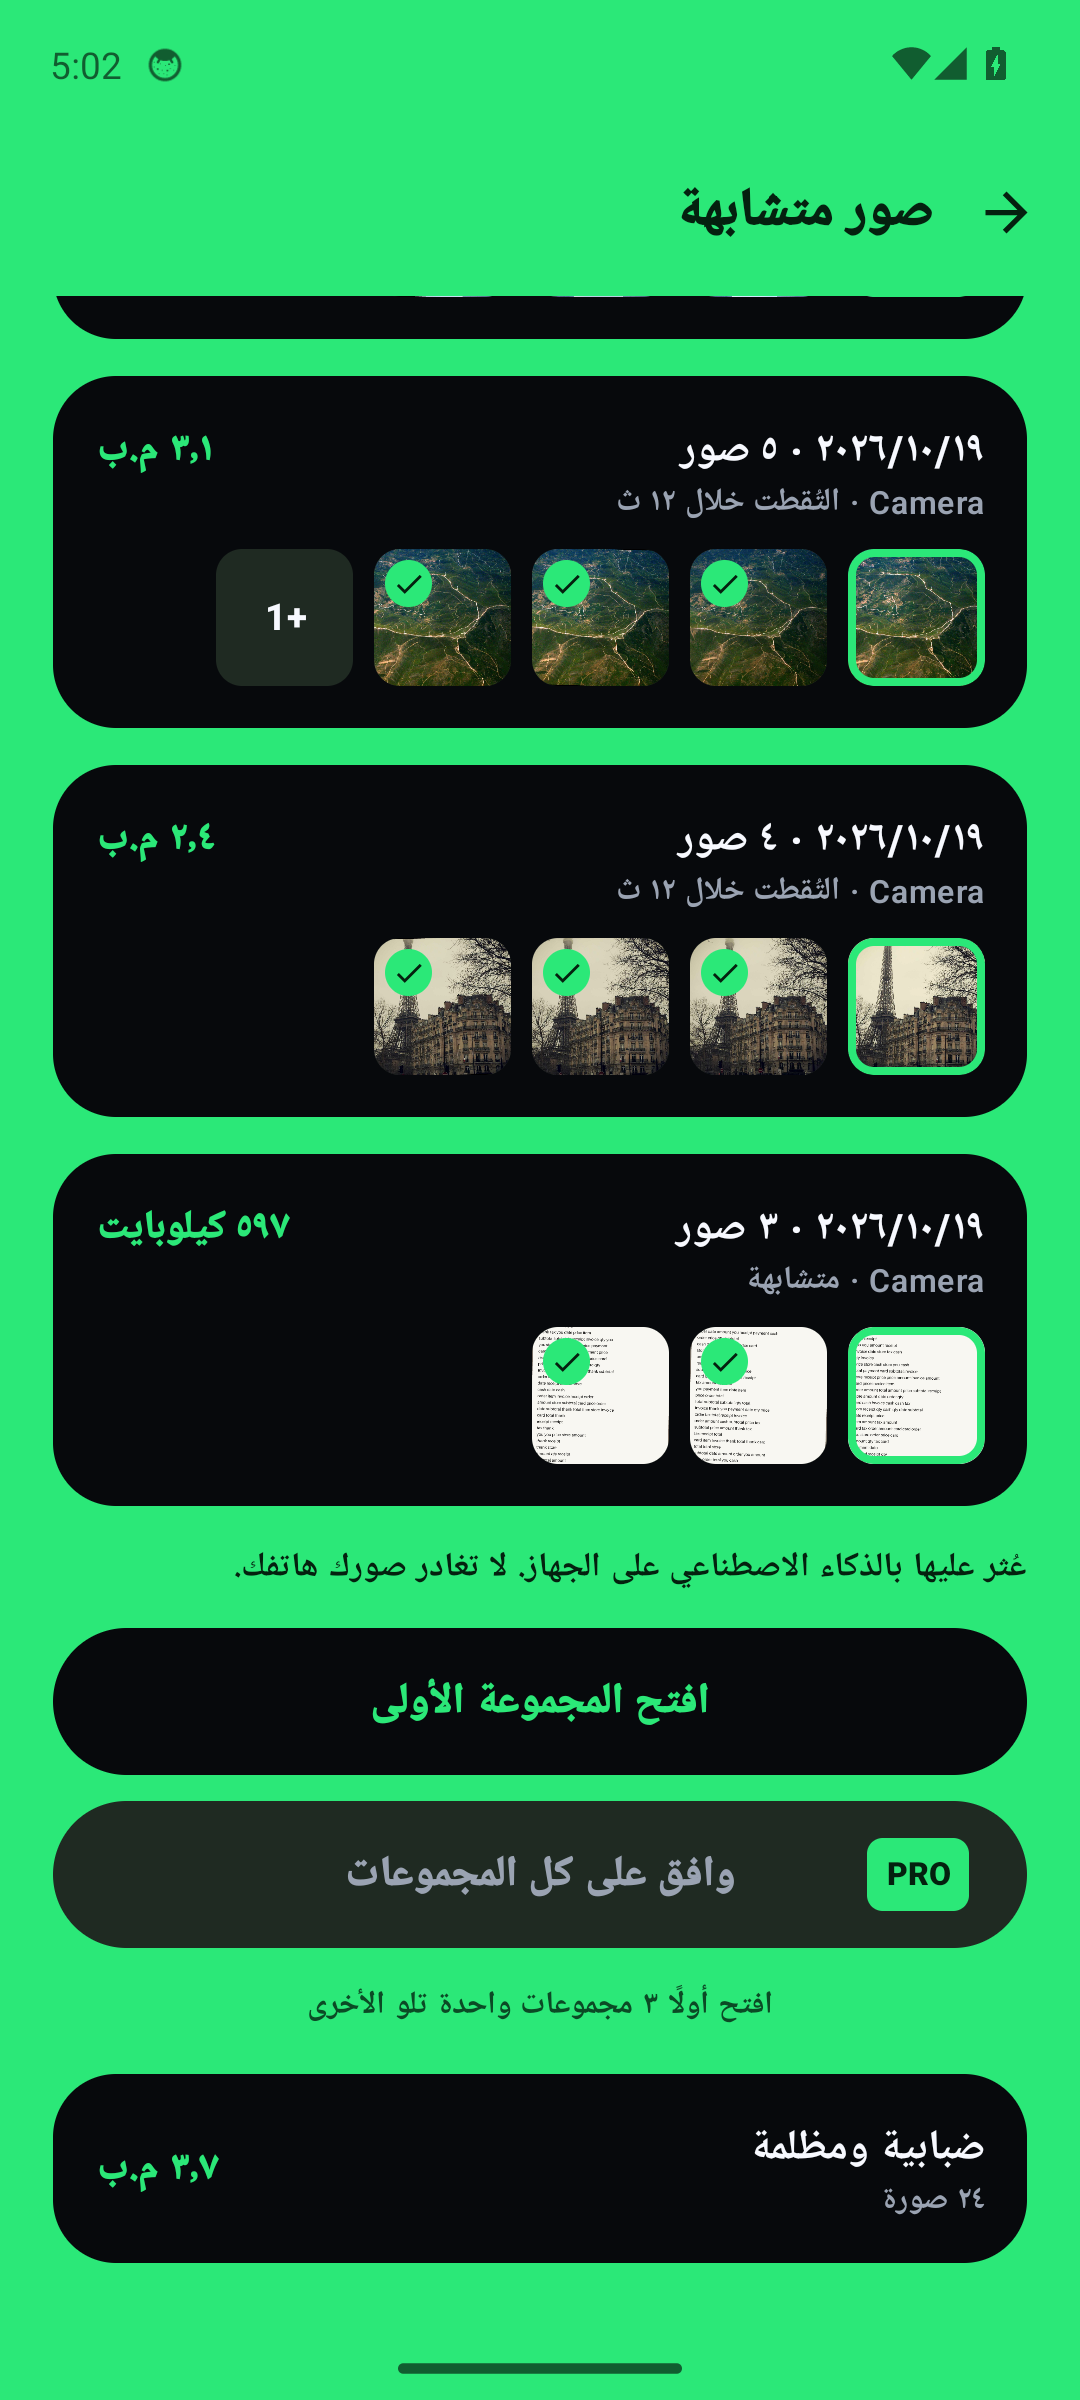 5:02
صور متشابهة
٢٠٢٦/١٠/١٩ · ٥ صور
٣,١ م.ب
Camera · التُقطت خلال ١٢ ث
1+
٢٠٢٦/١٠/١٩ · ٤ صور
٢,٤ م.ب
Camera · التُقطت خلال ١٢ ث
٢٠٢٦/١٠/١٩ · ٣ صور
٥٩٧ كيلوبايت
Camera · متشابهة
عُثر عليها بالذكاء الاصطناعي على الجهاز. لا تغادر صورك هاتفك.
افتح المجموعة الأولى
PRO
وافق على كل المجموعات
افتح أولًا ٣ مجموعات واحدة تلو الأخرى
ضبابية ومظلمة
٣,٧ م.ب
٢٤ صورة